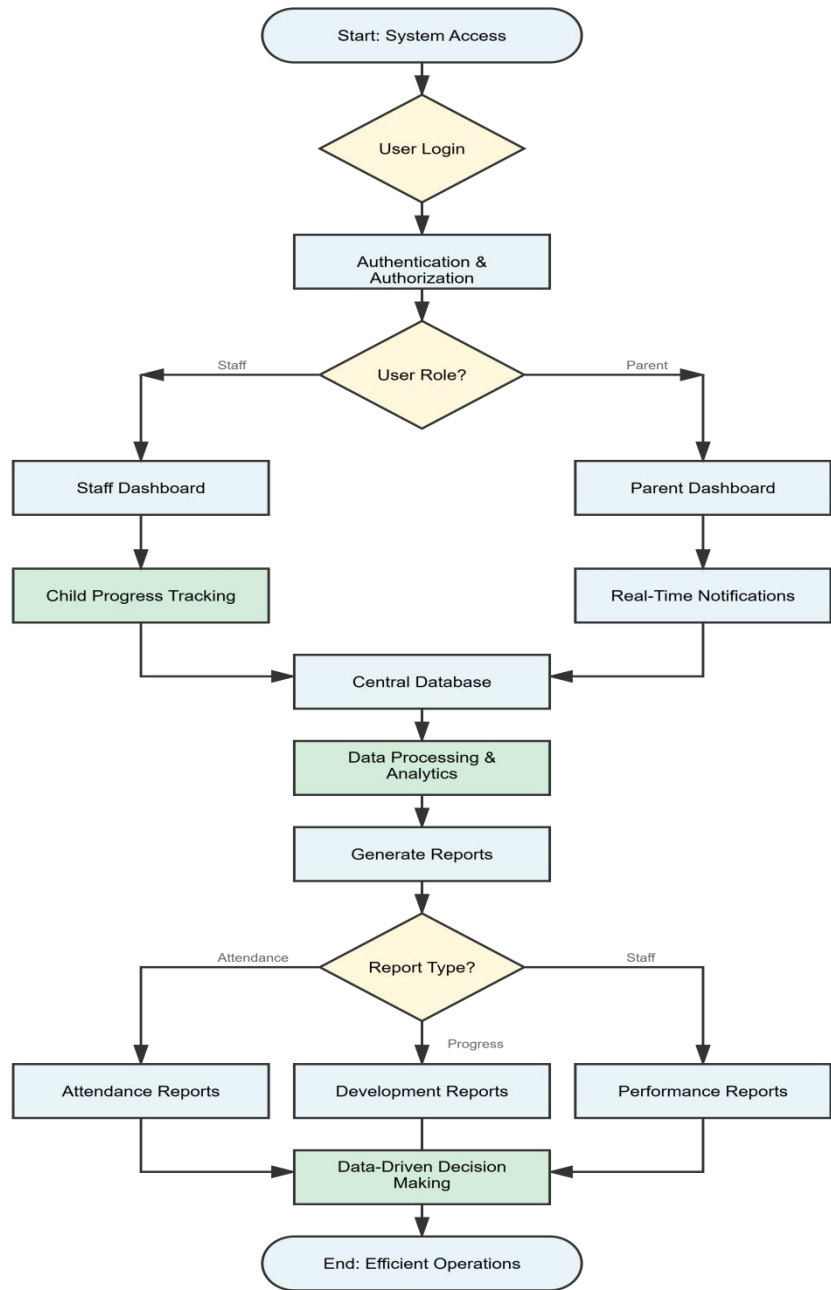 Start: System Access
User Login
Authentication &
Authorization
Staff
User Role?
Parent
Staff Dashboard
Parent Dashboard
Child Progress Tracking
Real-Time Notifications
Central Database
Data Processing &
Analytics
Generate Reports
Attendance
Report Type?
Staff
Progress
Attendance Reports
Development Reports
Performance Reports
Data-Driven Decision
Making
End: Efficient Operations